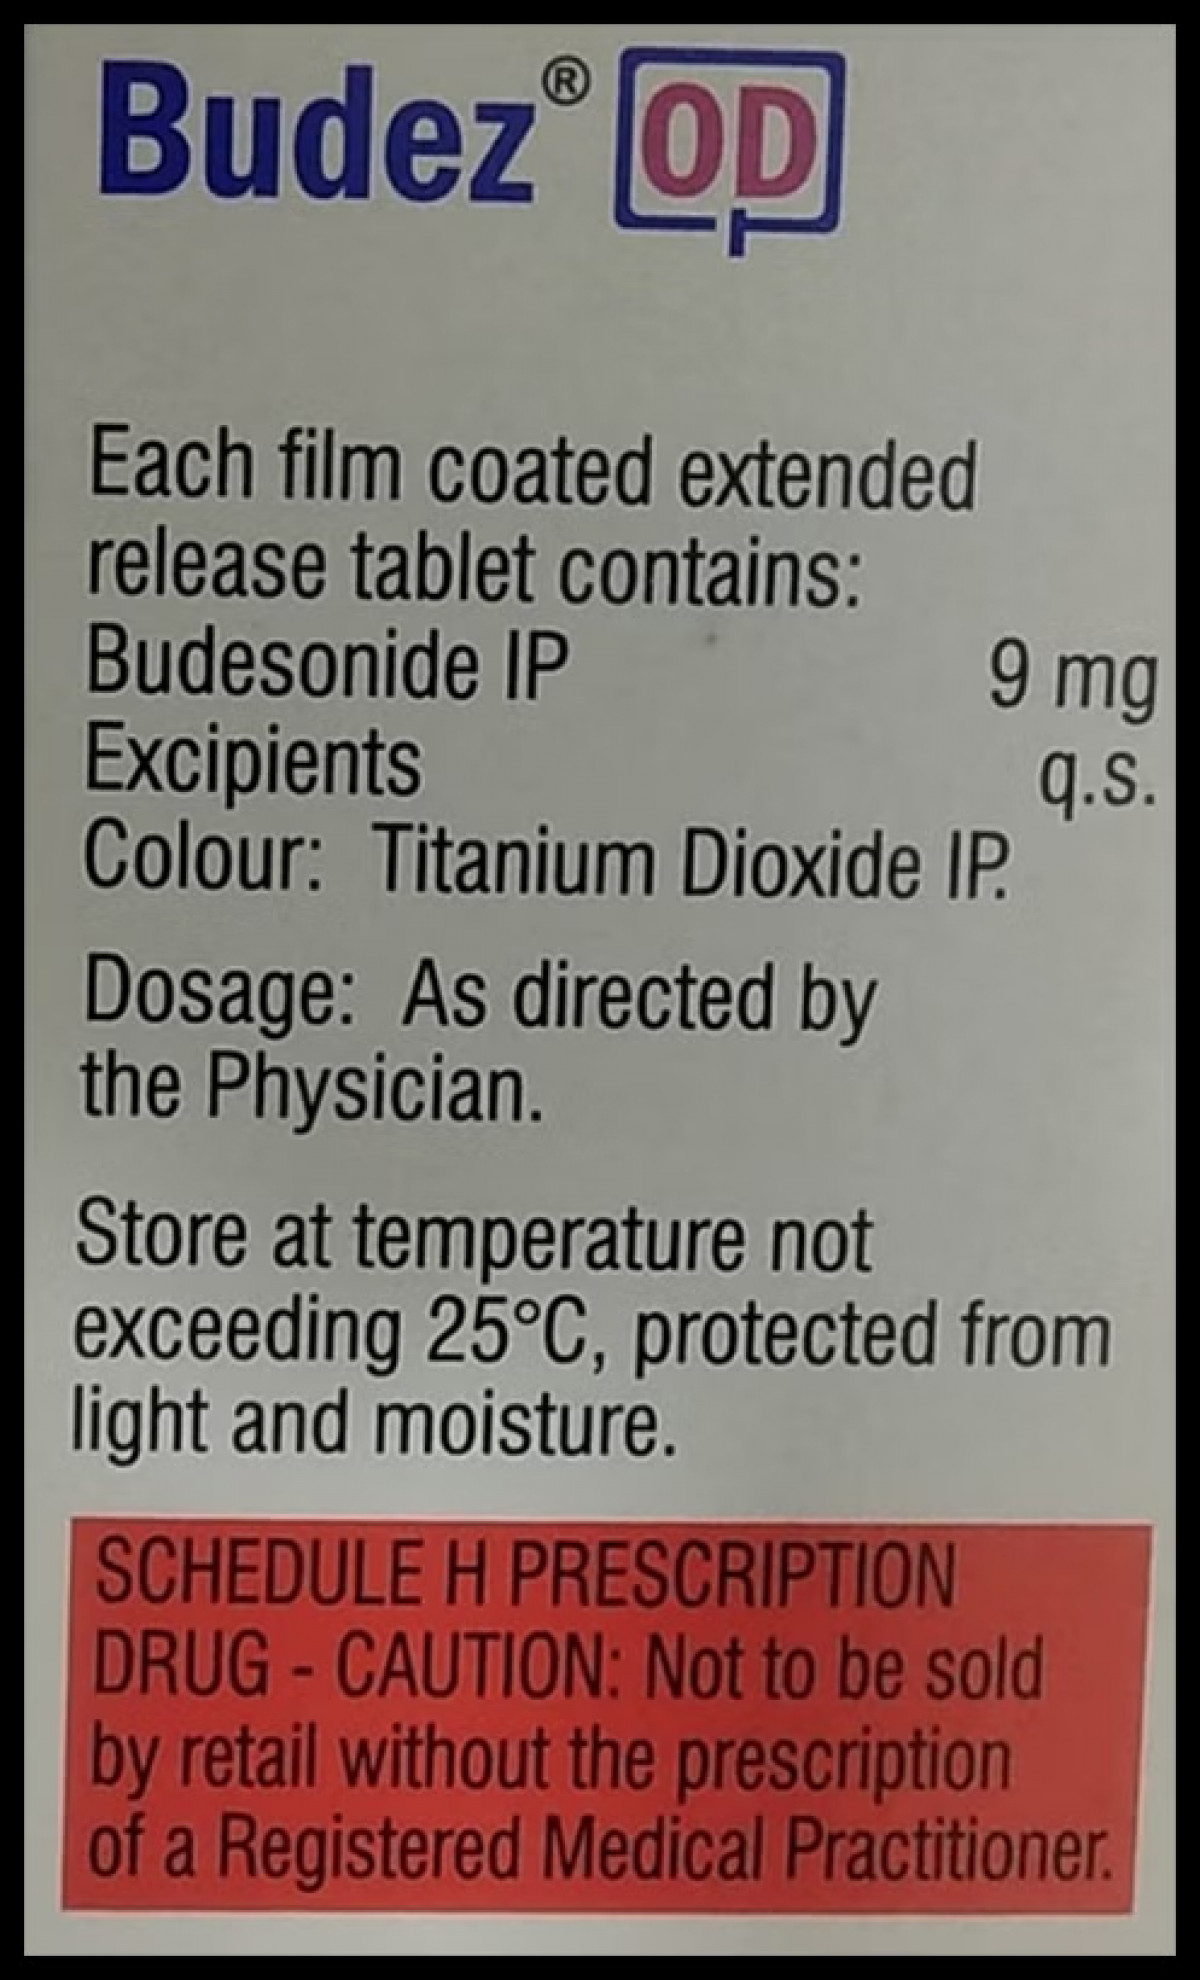 Budez® OD
Each film coated extended
release tablet contains:
Budesonide IP 9 mg
Excipients q.s.
Colour: Titanium Dioxide IP.
Dosage: As directed by
the Physician.
Store at temperature not
exceeding 25°C, protected from
light and moisture.
SCHEDULE H PRESCRIPTION
DRUG - CAUTION: Not to be sold
by retail without the prescription
of a Registered Medical Practitioner.